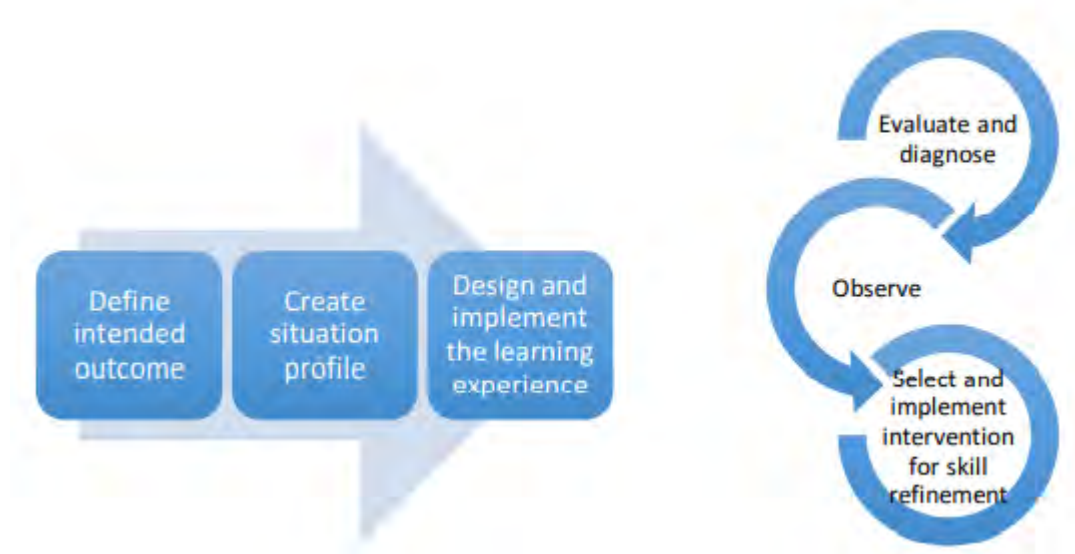 Define
intended
outcome
Create
situation
profile
Design and
implement
the learning
experience
Evaluate and
diagnose
Observe
Select and
implement
intervention
for skill
refinement